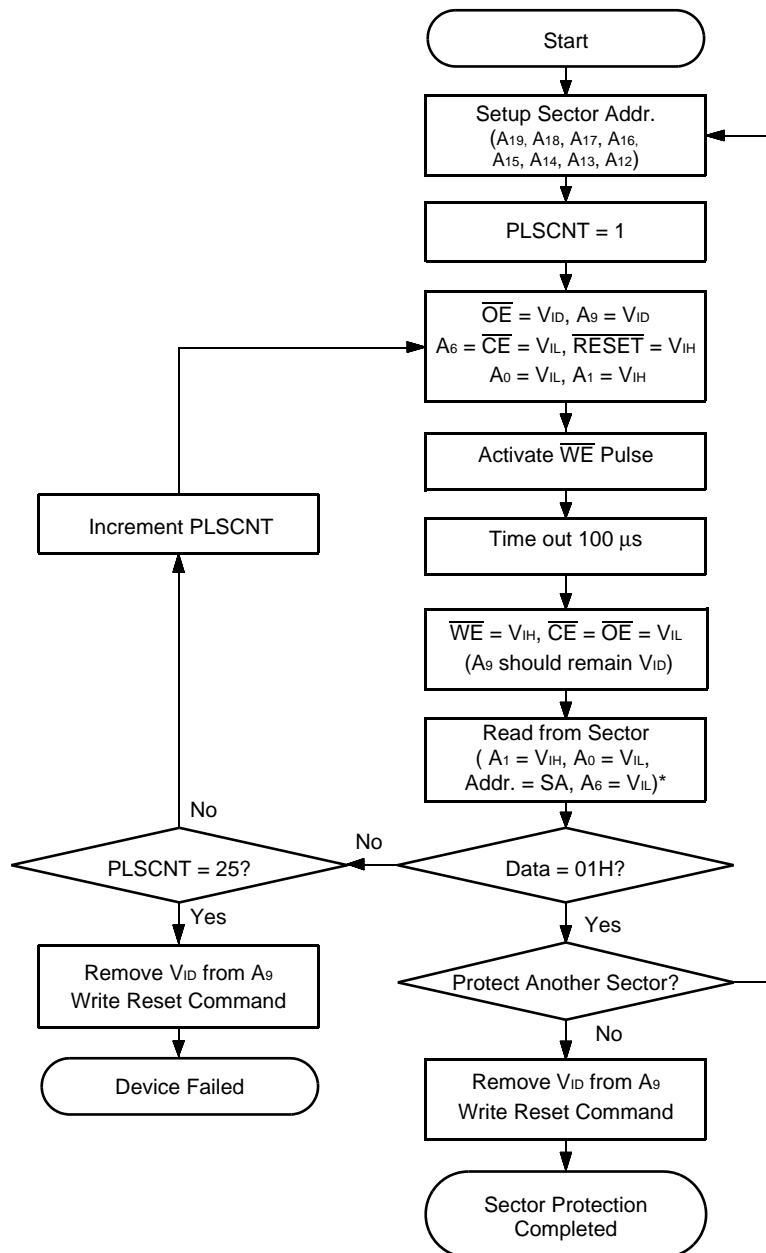 Start
Setup Sector Addr.
(A19, A18, A17, A16,
A15, A14, A13, A12)
PLSCNT = 1
OE = VID, A9 = VID
A6 = CE = VIL, RESET = VIH
A0 = VIL, A1 = VIH
Activate WE Pulse
Increment PLSCNT
Time out 100 µs
WE = VIH, CE = OE = VIL
(A9 should remain VID)
Read from Sector
( A1 = VIH, A0 = VIL,
Addr. = SA, A6 = VIL)*
No
No
PLSCNT = 25?
Data = 01H?
Yes
Yes
Remove VID from A9
Write Reset Command
Protect Another Sector?
No
Device Failed
Remove VID from A9
Write Reset Command
Sector Protection
Completed